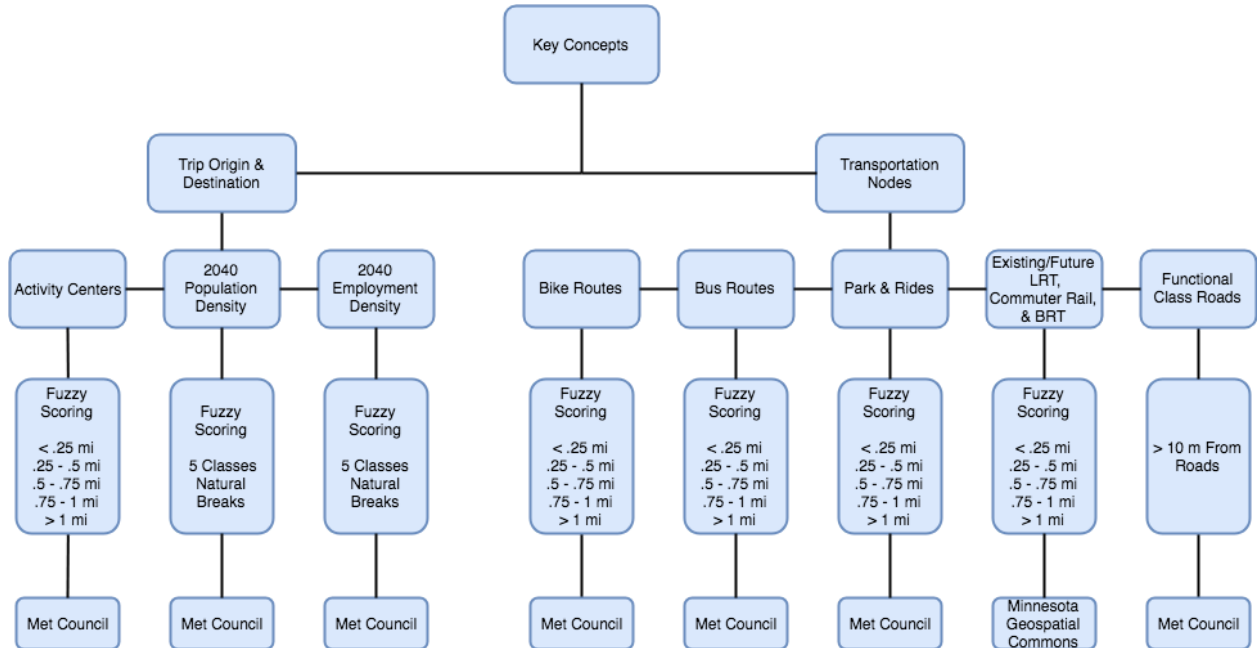 Key Concepts
Trip Origin &
Destination
Transportation
Nodes
Activity Centers
2040
Population
Density
2040
Employment
Density
Bike Routes
Bus Routes
Park & Rides
Existing/Future
LRT,
Commuter Rail,
& BRT
Functional
Class Roads
Fuzzy
Scoring
< .25 mi
.25 - .5 mi
.5 - .75 mi
.75 - 1 mi
> 1 mi
Fuzzy
Scoring
5 Classes
Natural
Breaks
Fuzzy
Scoring
5 Classes
Natural
Breaks
Fuzzy
Scoring
< .25 mi
.25 - .5 mi
.5 - .75 mi
.75 - 1 mi
> 1 mi
Fuzzy
Scoring
< .25 mi
.25 - .5 mi
.5 - .75 mi
.75 - 1 mi
> 1 mi
Fuzzy
Scoring
< .25 mi
.25 - .5 mi
.5 - .75 mi
.75 - 1 mi
> 1 mi
Fuzzy
Scoring
< .25 mi
.25 - .5 mi
.5 - .75 mi
.75 - 1 mi
> 1 mi
> 10 m From
Roads
Met Council
Met Council
Met Council
Met Council
Met Council
Met Council
Minnesota
Geospatial
Commons
Met Council